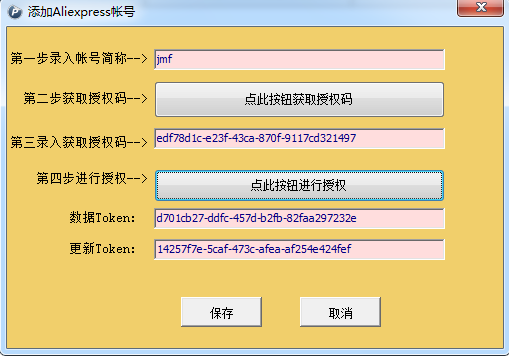 添加Aliexpress帐号
第一步录入帐号简称--> jmf
第二步获取授权码--> 点此按钮获取授权码
第三录入获取授权码--> edf78d1c-e23f-43ca-870f-9117cd321497
第四步进行授权--> 点此按钮进行授权
数据Token: d701cb27-ddfc-457d-b2fb-82faa297232e
更新Token: 14257f7e-5caf-473c-afea-af254e424fef
保存 取消